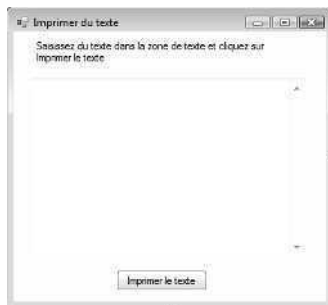 Imprimer du texte
Saisissez du texte dans la zone de texte et cliquez sur
Imprimer le texte
Imprimer le texte